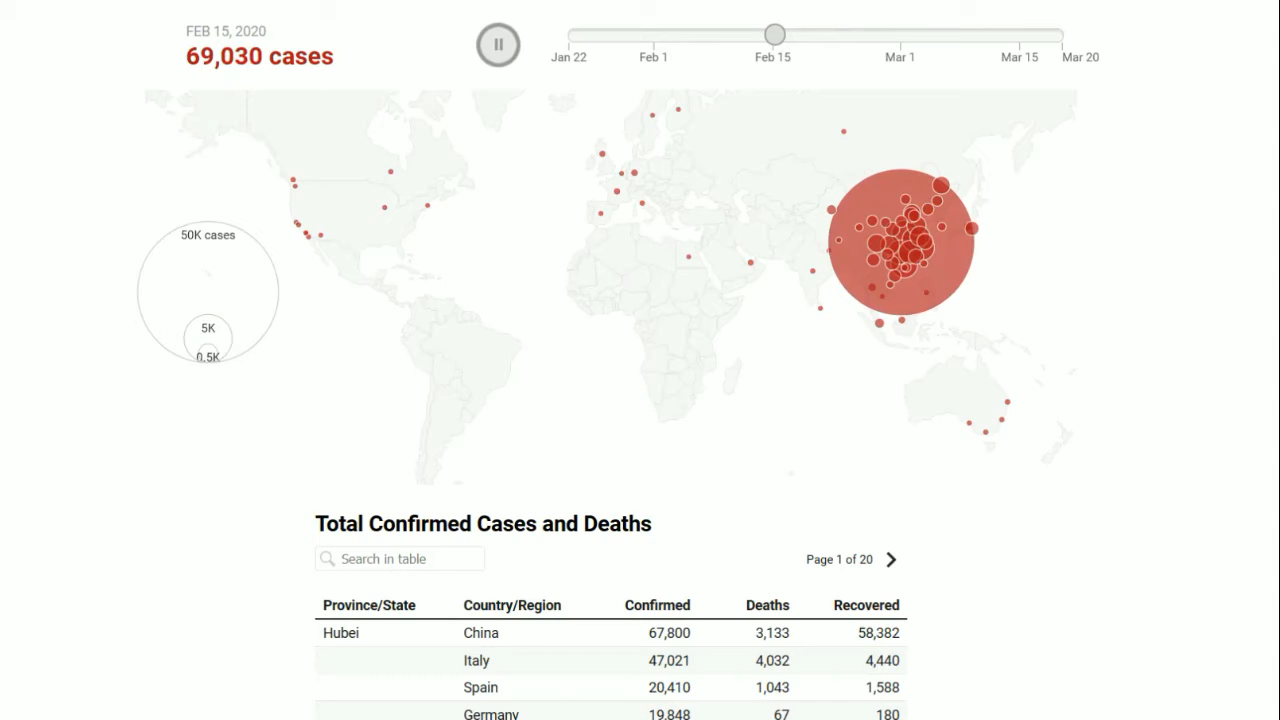 FEB 15, 2020
69,030 cases
Jan 22 Feb 1 Feb 15 Mar 1 Mar 15 Mar 20
50K cases
5K
0.5K
Total Confirmed Cases and Deaths
Search in table
Page 1 of 20
Province/State Country/Region Confirmed Deaths Recovered
Hubei China 67,800 3,133 58,382
Italy 47,021 4,032 4,440
Spain 20,410 1,043 1,588
Germany 19,848 67 180